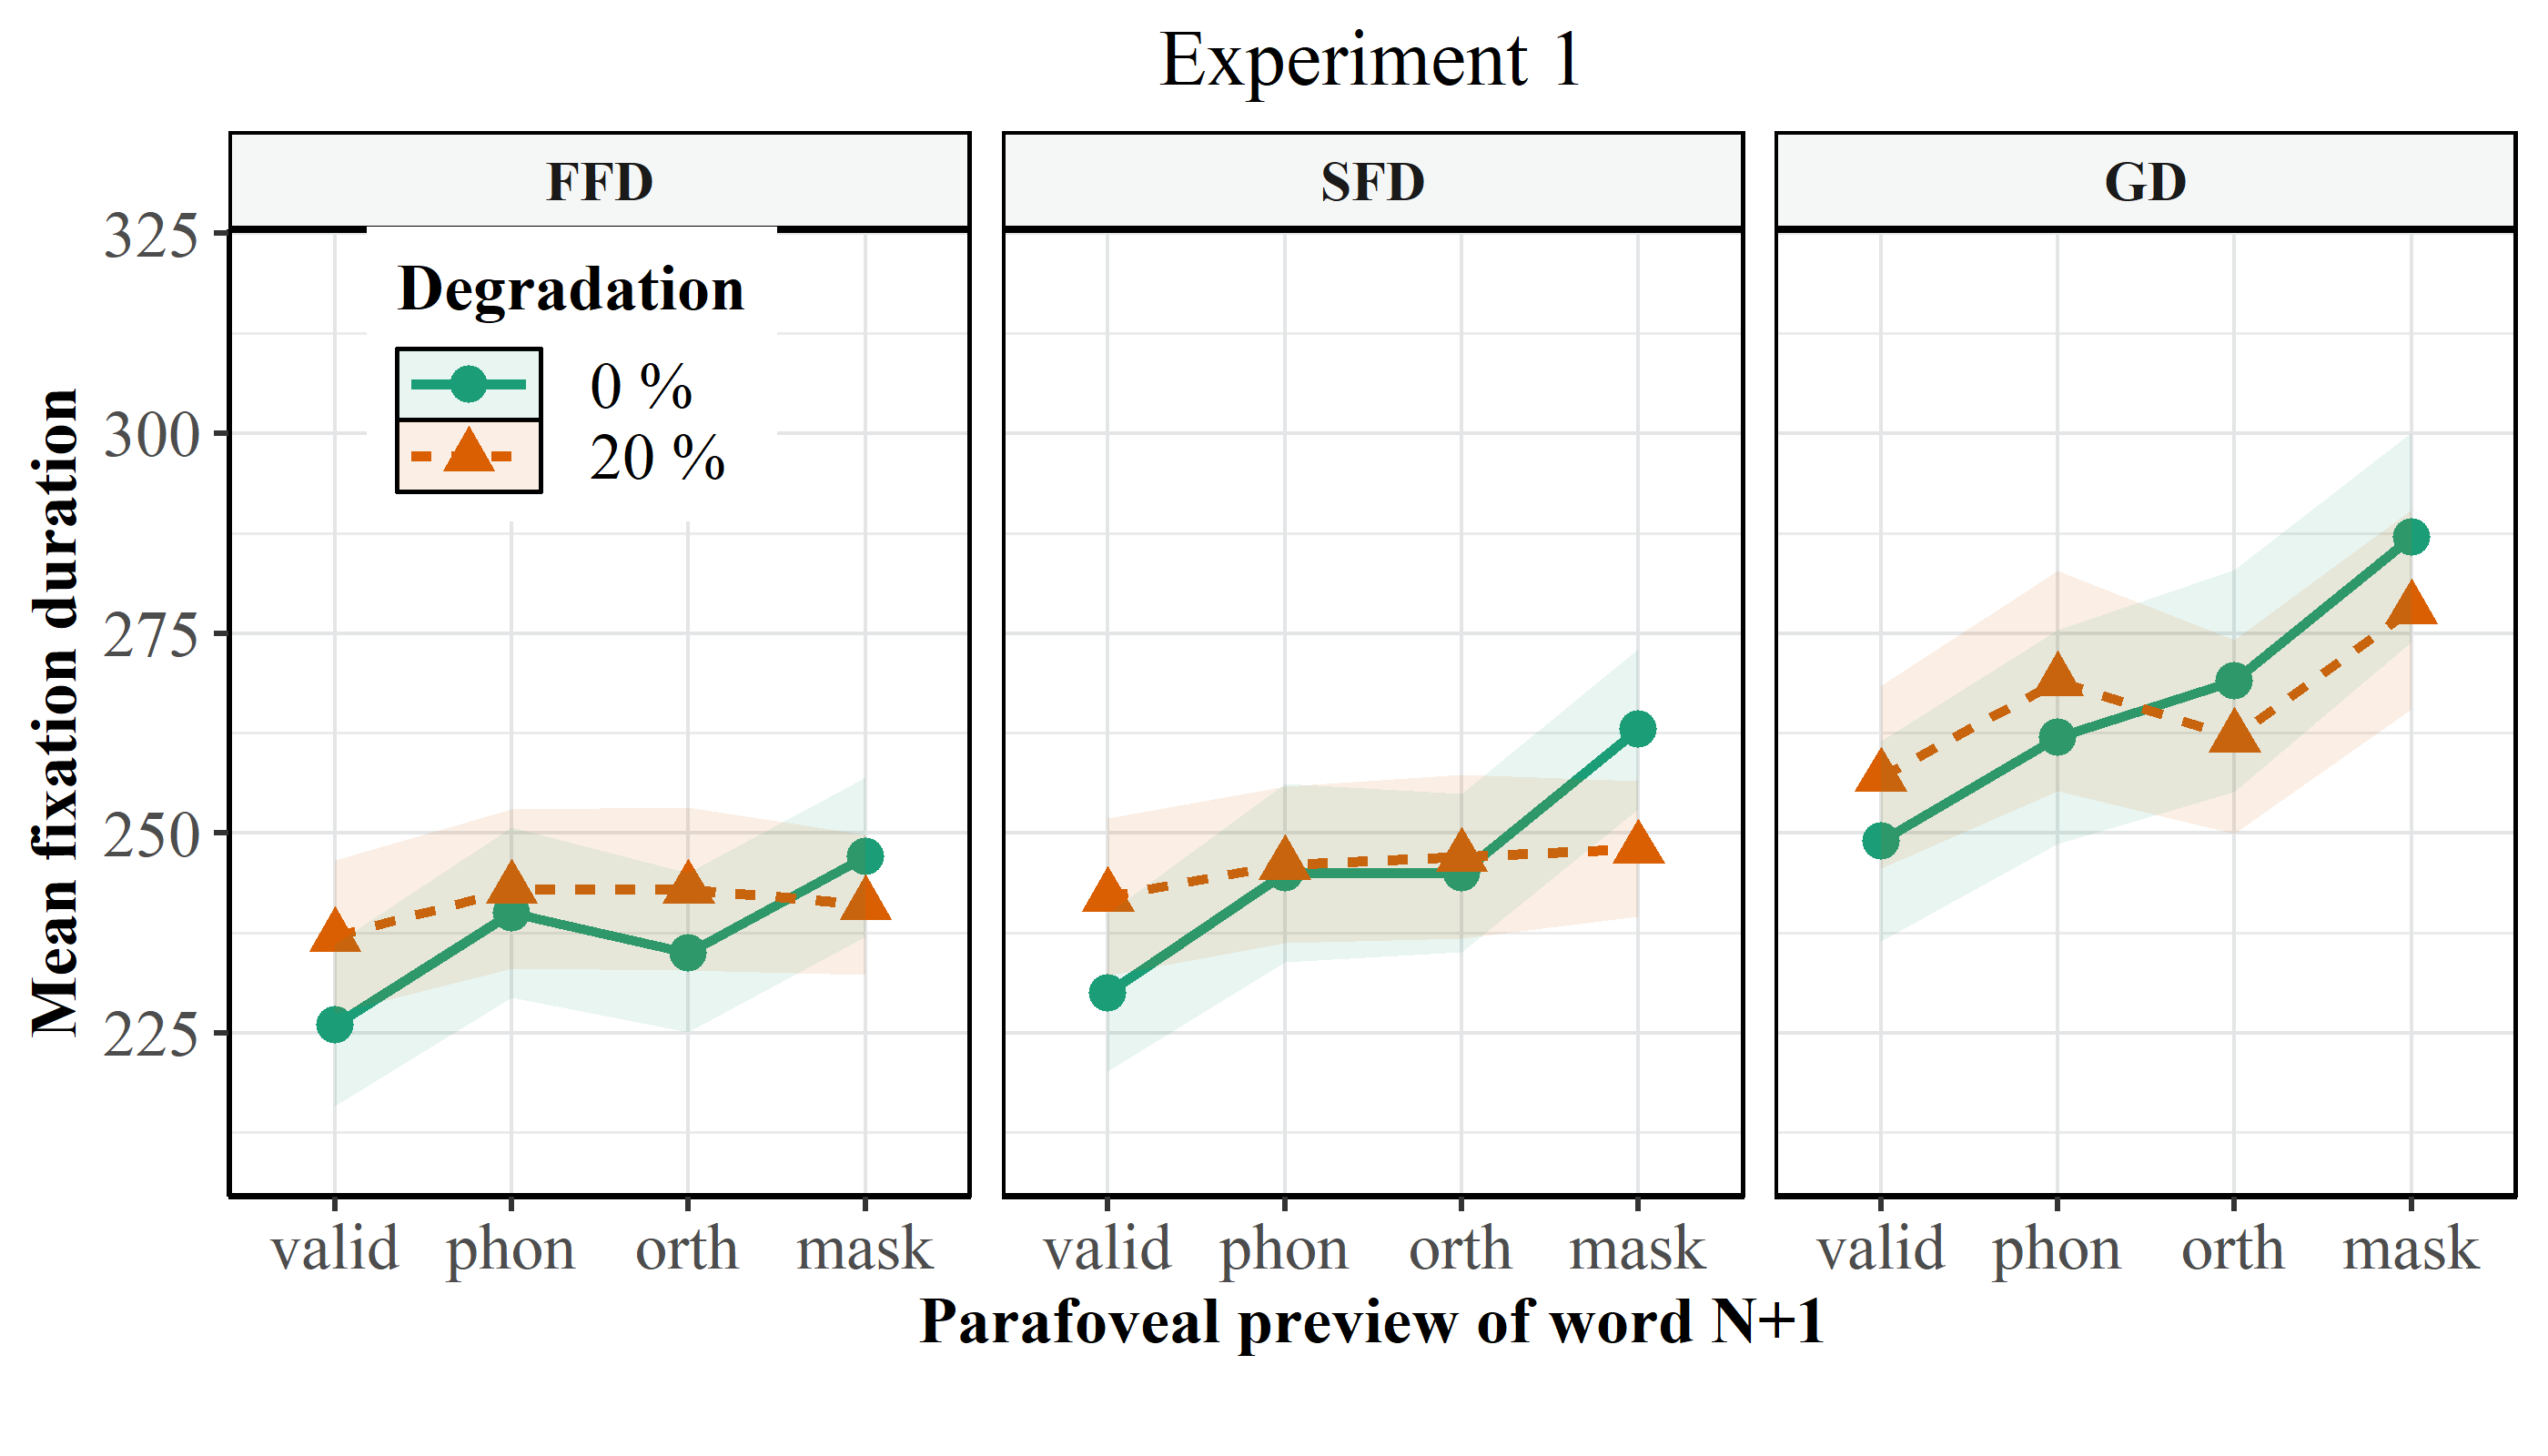 Experiment 1
FFD SFD GD
Mean fixation duration
325
300
275
250
225
Degradation
0 %
20 %
valid phon orth mask valid phon orth mask valid phon orth mask
Parafoveal preview of word N+1